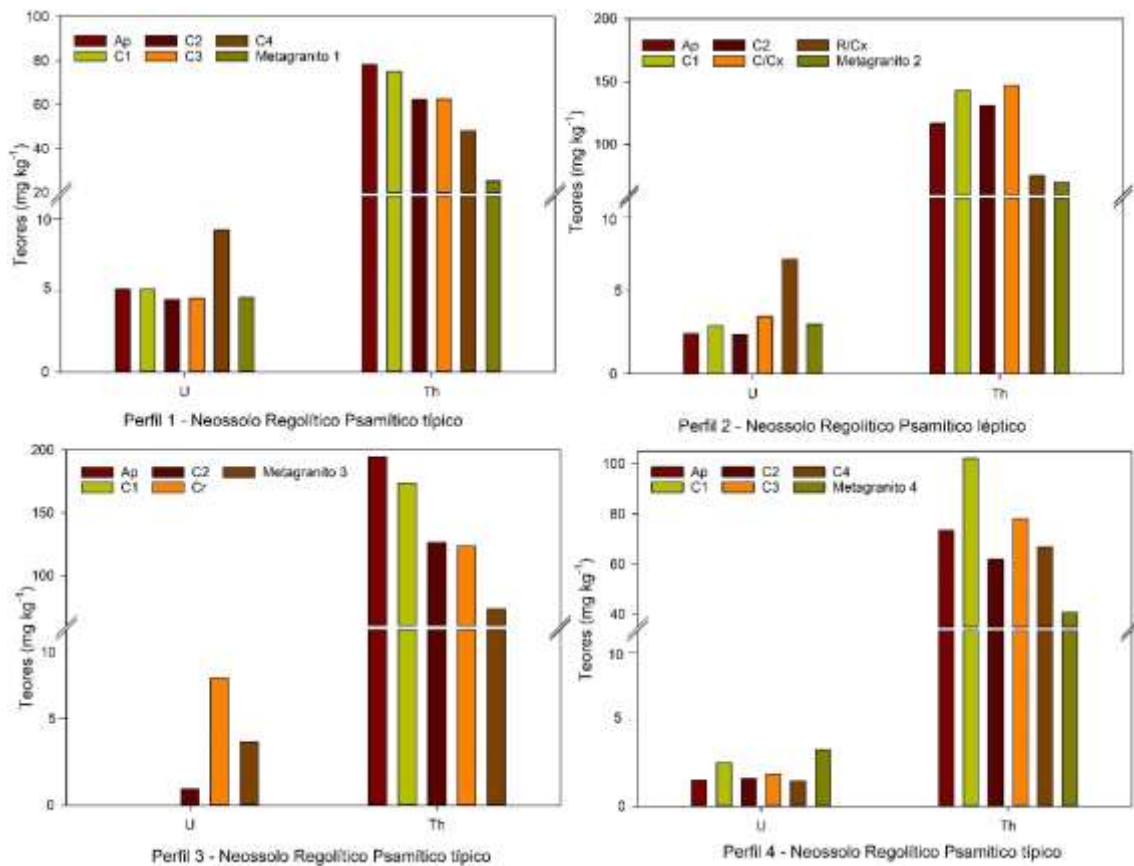 100
80
60
40
20
10
5
0
Teores (mg kg⁻¹)
Ap C2 C4
C1 C3 Metagranito 1
U Th
Perfil 1 - Neossolo Regolítico Psamítico típico
200
150
100
10
5
0
Teores (mg kg⁻¹)
Ap C2 R/Cx
C1 C/Cx Metagranito 2
U Th
Perfil 2 - Neossolo Regolítico Psamítico léptico
200
150
100
10
5
0
Teores (mg kg⁻¹)
Ap C2 Metagranito 3
C1 Cr
U Th
Perfil 3 - Neossolo Regolítico Psamítico típico
100
80
60
40
10
5
0
Teores (mg kg⁻¹)
Ap C2 C4
C1 C3 Metagranito 4
U Th
Perfil 4 - Neossolo Regolítico Psamítico típico